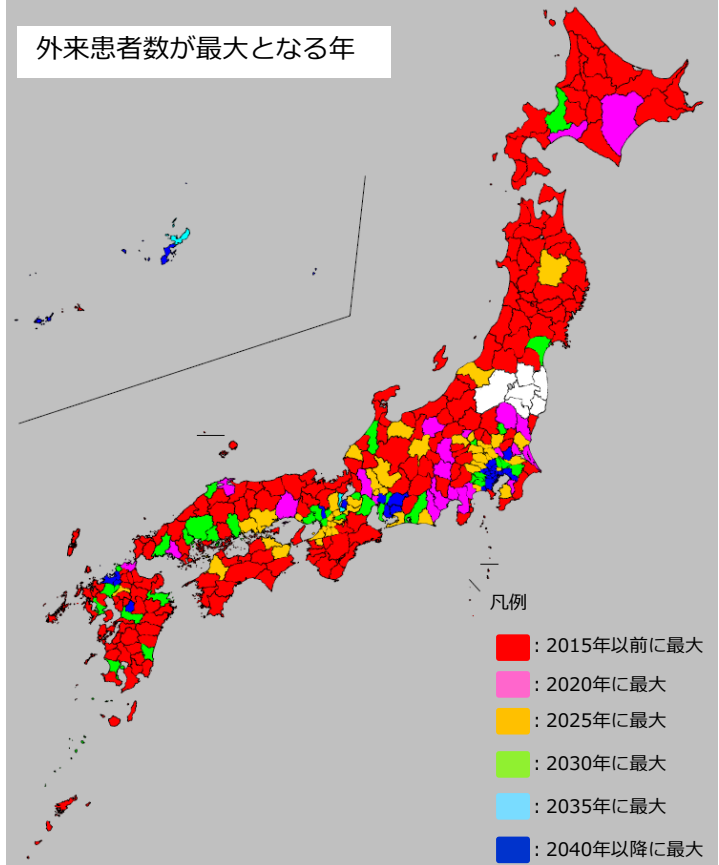 外来患者数が最大となる年
凡例
：2015年以前に最大
：2020年に最大
：2025年に最大
：2030年に最大
：2035年に最大
：2040年以降に最大